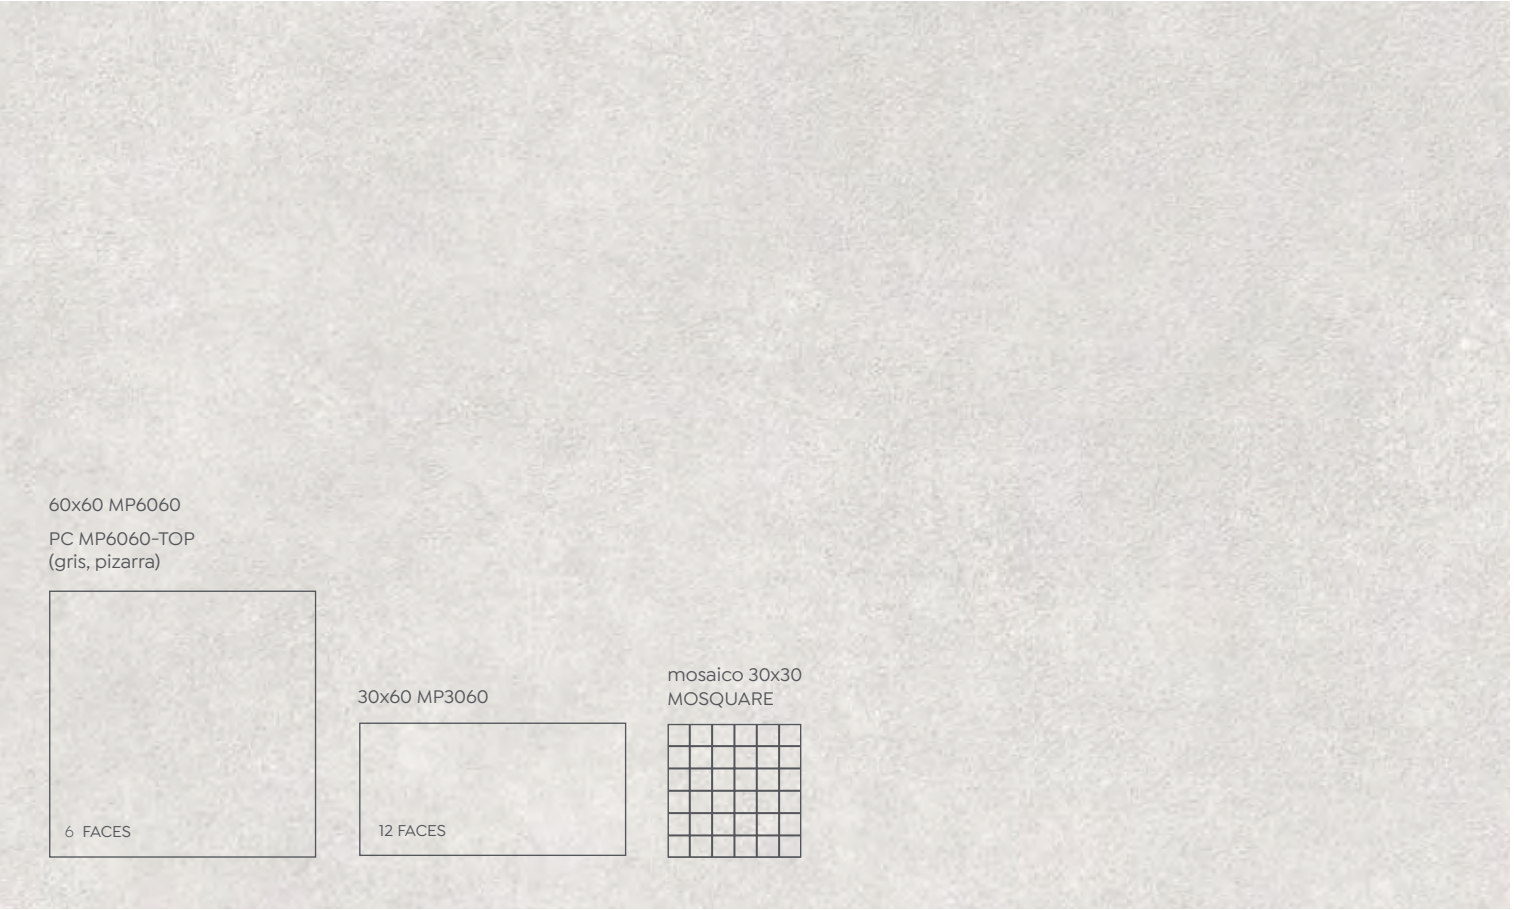 60x60 MP6060
PC MP6060-TOP
(gris, pizarra)
6 FACES
30x60 MP3060
12 FACES
mosaico 30x30
MOSQUARE